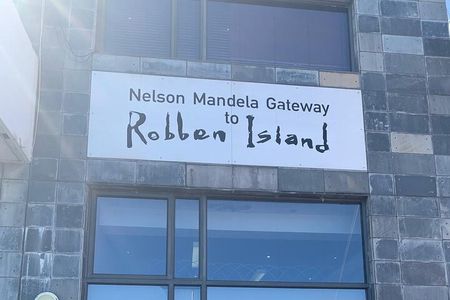 Nelson Mandela Gateway
to
Robben Island